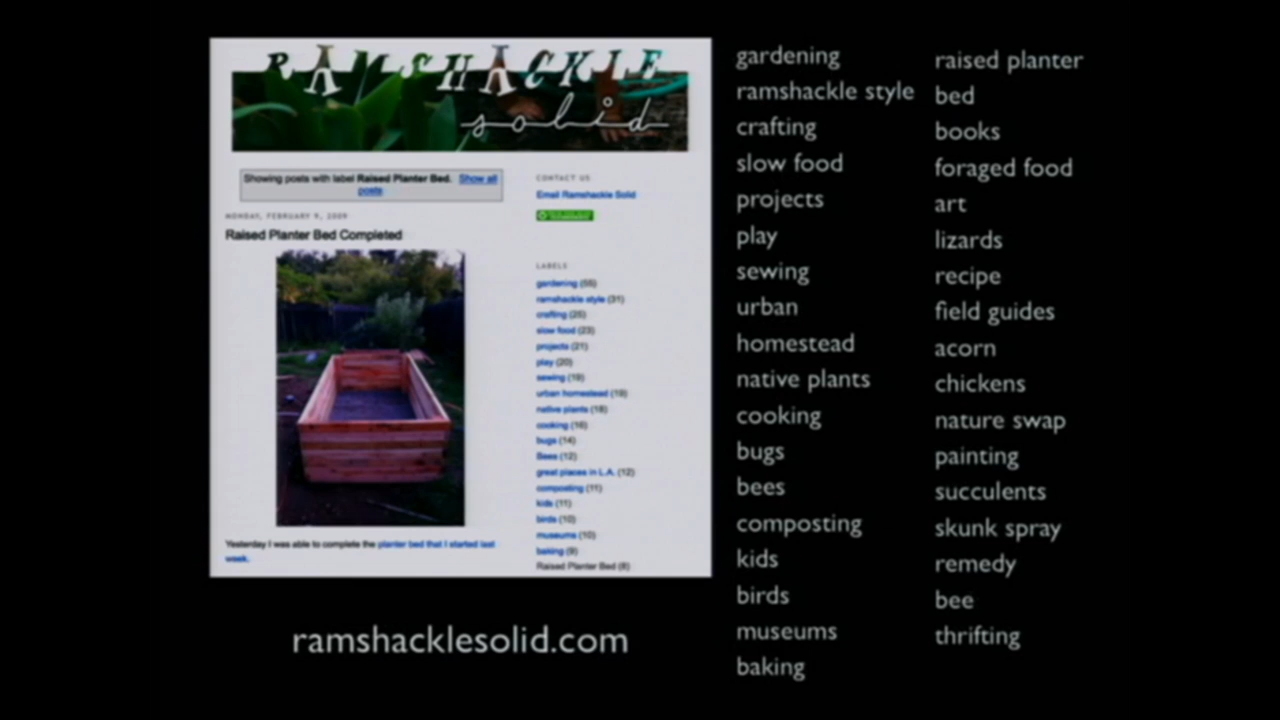 RAMSHACKLE
solid
Showing posts with label Raised Planter Bed. Show all
posts
MONDAY, FEBRUARY 9, 2009
Raised Planter Bed Completed
Yesterday I was able to complete the planter bed that I started last
week.
CONTACT US
Email Ramshackle Solid
LABELS
gardening (55)
ramshackle style (31)
crafting (25)
slow food (23)
projects (21)
play (20)
sewing (19)
urban homestead (19)
native plants (18)
cooking (16)
bugs (14)
Bees (12)
great places in L.A. (12)
composting (11)
kids (11)
birds (10)
museums (10)
baking (9)
Raised Planter Bed (8)
ramshacklesolid.com
gardening
ramshackle style
crafting
slow food
projects
play
sewing
urban
homestead
native plants
cooking
bugs
bees
composting
kids
birds
museums
baking
raised planter
bed
books
foraged food
art
lizards
recipe
field guides
acorn
chickens
nature swap
painting
succulents
skunk spray
remedy
bee
thrifting